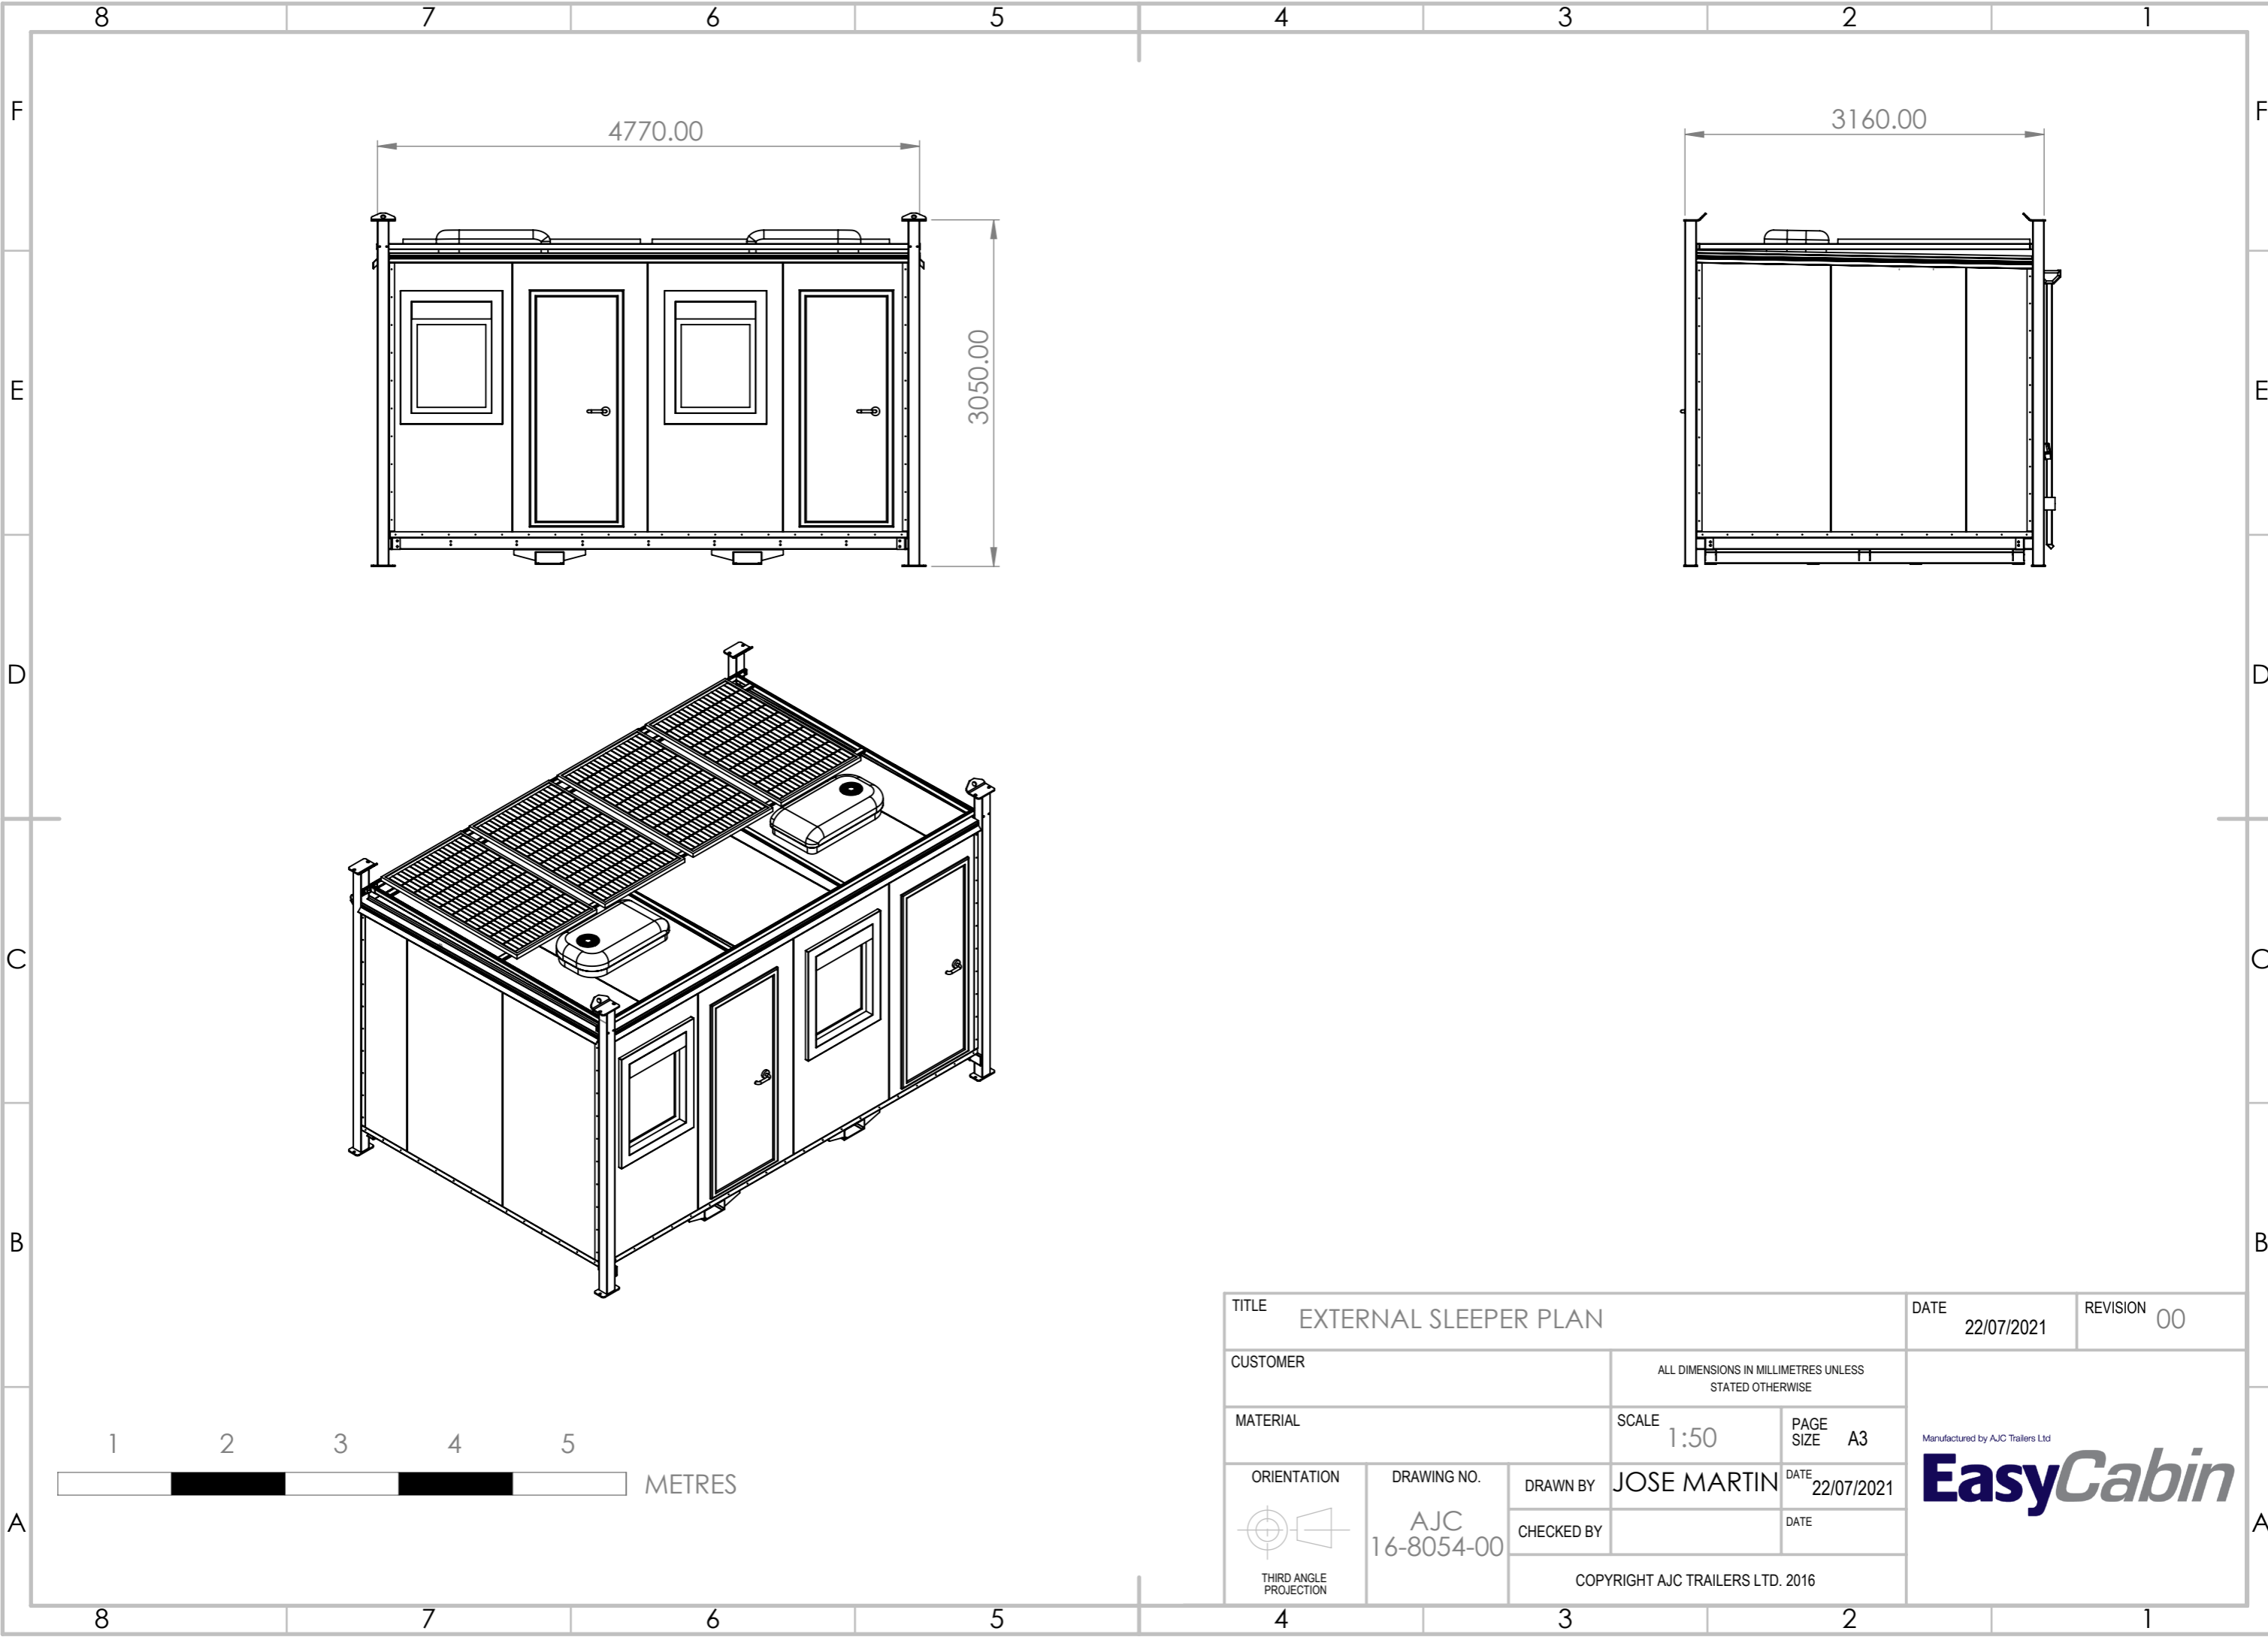 8 7 6 5 4 3 2 1
F F
4770.00
3160.00
3050.00
E E
D D
C C
B B
TITLE EXTERNAL SLEEPER PLAN
DATE 22/07/2021
REVISION 00
CUSTOMER
ALL DIMENSIONS IN MILLIMETRES UNLESS
STATED OTHERWISE
MATERIAL
SCALE 1:50
PAGE
SIZE A3
ORIENTATION
THIRD ANGLE
PROJECTION
DRAWING NO.
AJC
16-8054-00
DRAWN BY JOSE MARTIN DATE 22/07/2021
CHECKED BY DATE
COPYRIGHT AJC TRAILERS LTD. 2016
Manufactured by AJC Trailers Ltd
EasyCabin
1 2 3 4 5
METRES
A A
8 7 6 5 4 3 2 1